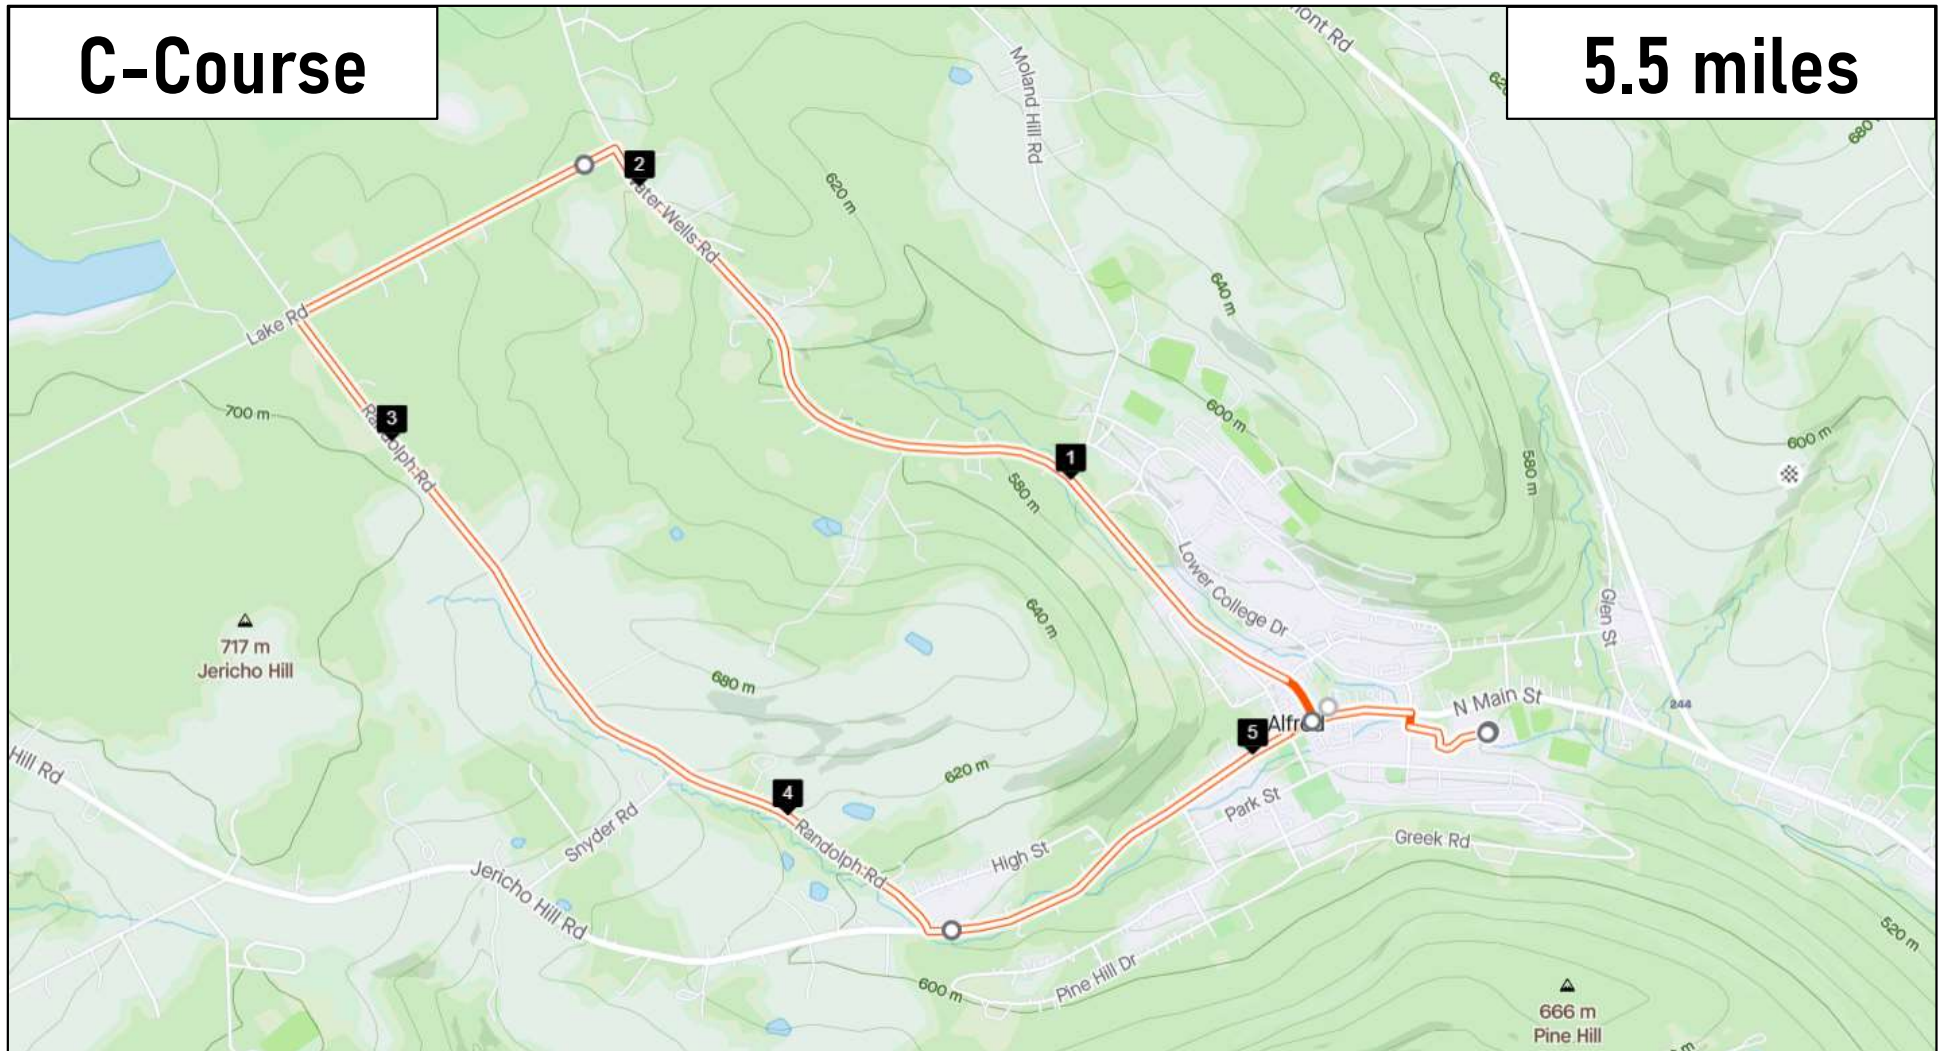 C-Course
5.5 miles
Moland Hill Rd
620 m
680
2
Water Wells Rd
620 m
640 m
Lake Rd
700 m
3
Randolph Rd
600 m
600 m
1
580 m
580 m
Lower College Dr
Glen St
640 m
717 m
Jericho Hill
680 m
N Main St
244
Alfred
5
Hill Rd
620 m
4
Park St
Snyder Rd
Randolph Rd
High St
Greek Rd
Jericho Hill Rd
520 m
600 m
Pine Hill Dr
666 m
Pine Hill